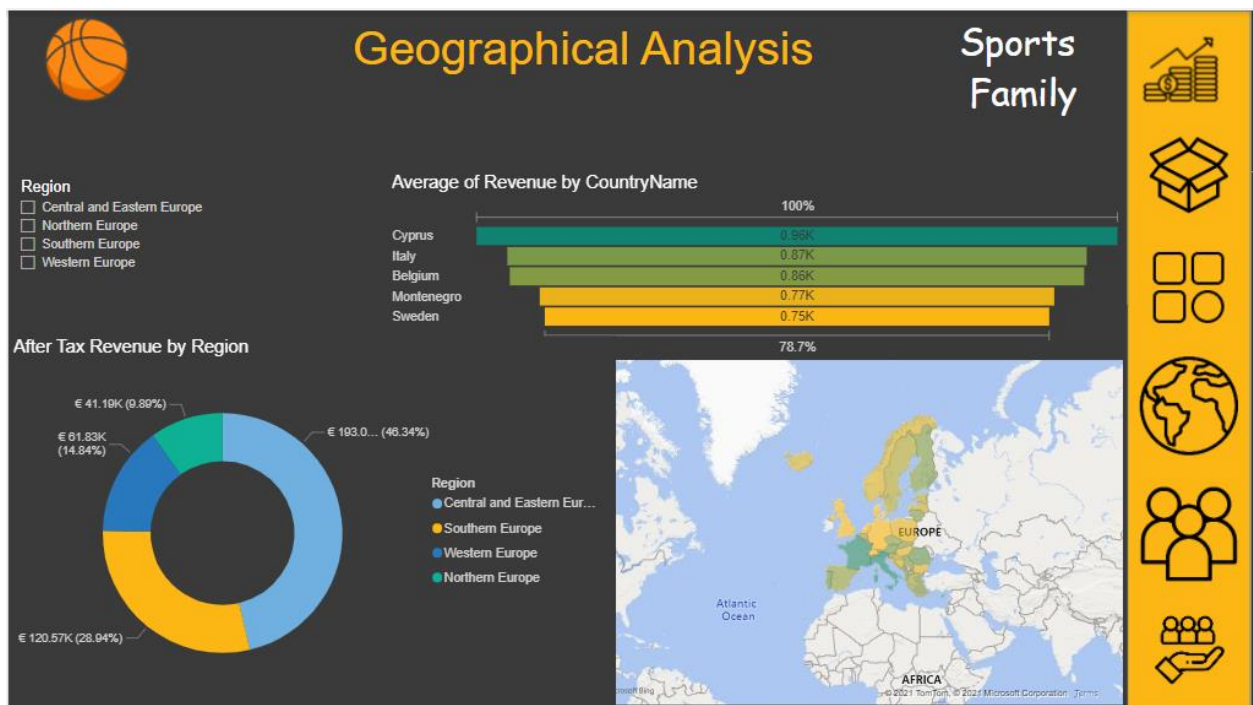 Geographical Analysis
Sports
Family
Region
Central and Eastern Europe
Northern Europe
Southern Europe
Western Europe
Average of Revenue by CountryName
100%
Cyprus 0.96K
Italy 0.87K
Belgium 0.86K
Montenegro 0.77K
Sweden 0.75K
78.7%
After Tax Revenue by Region
€ 41.19K (9.89%)
€ 61.83K
(14.84%)
€ 193.0... (46.34%)
€ 120.57K (28.94%)
Region
Central and Eastern Eur...
Southern Europe
Western Europe
Northern Europe
EUROPE
Atlantic
Ocean
AFRICA
© 2021 TomTom, © 2021 Microsoft Corporation Terms